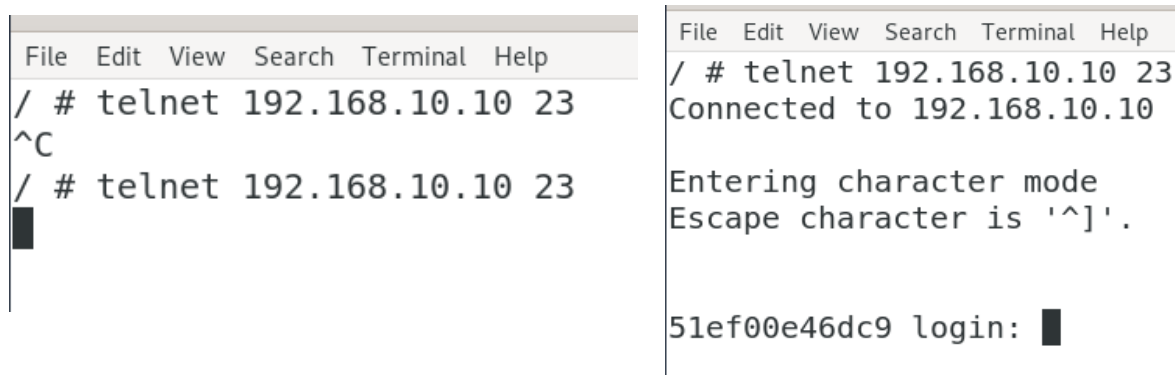 File Edit View Search Terminal Help
/ # telnet 192.168.10.10 23
^C
/ # telnet 192.168.10.10 23
File Edit View Search Terminal Help
/ # telnet 192.168.10.10 23
Connected to 192.168.10.10
Entering character mode
Escape character is '^]'.
51ef00e46dc9 login: